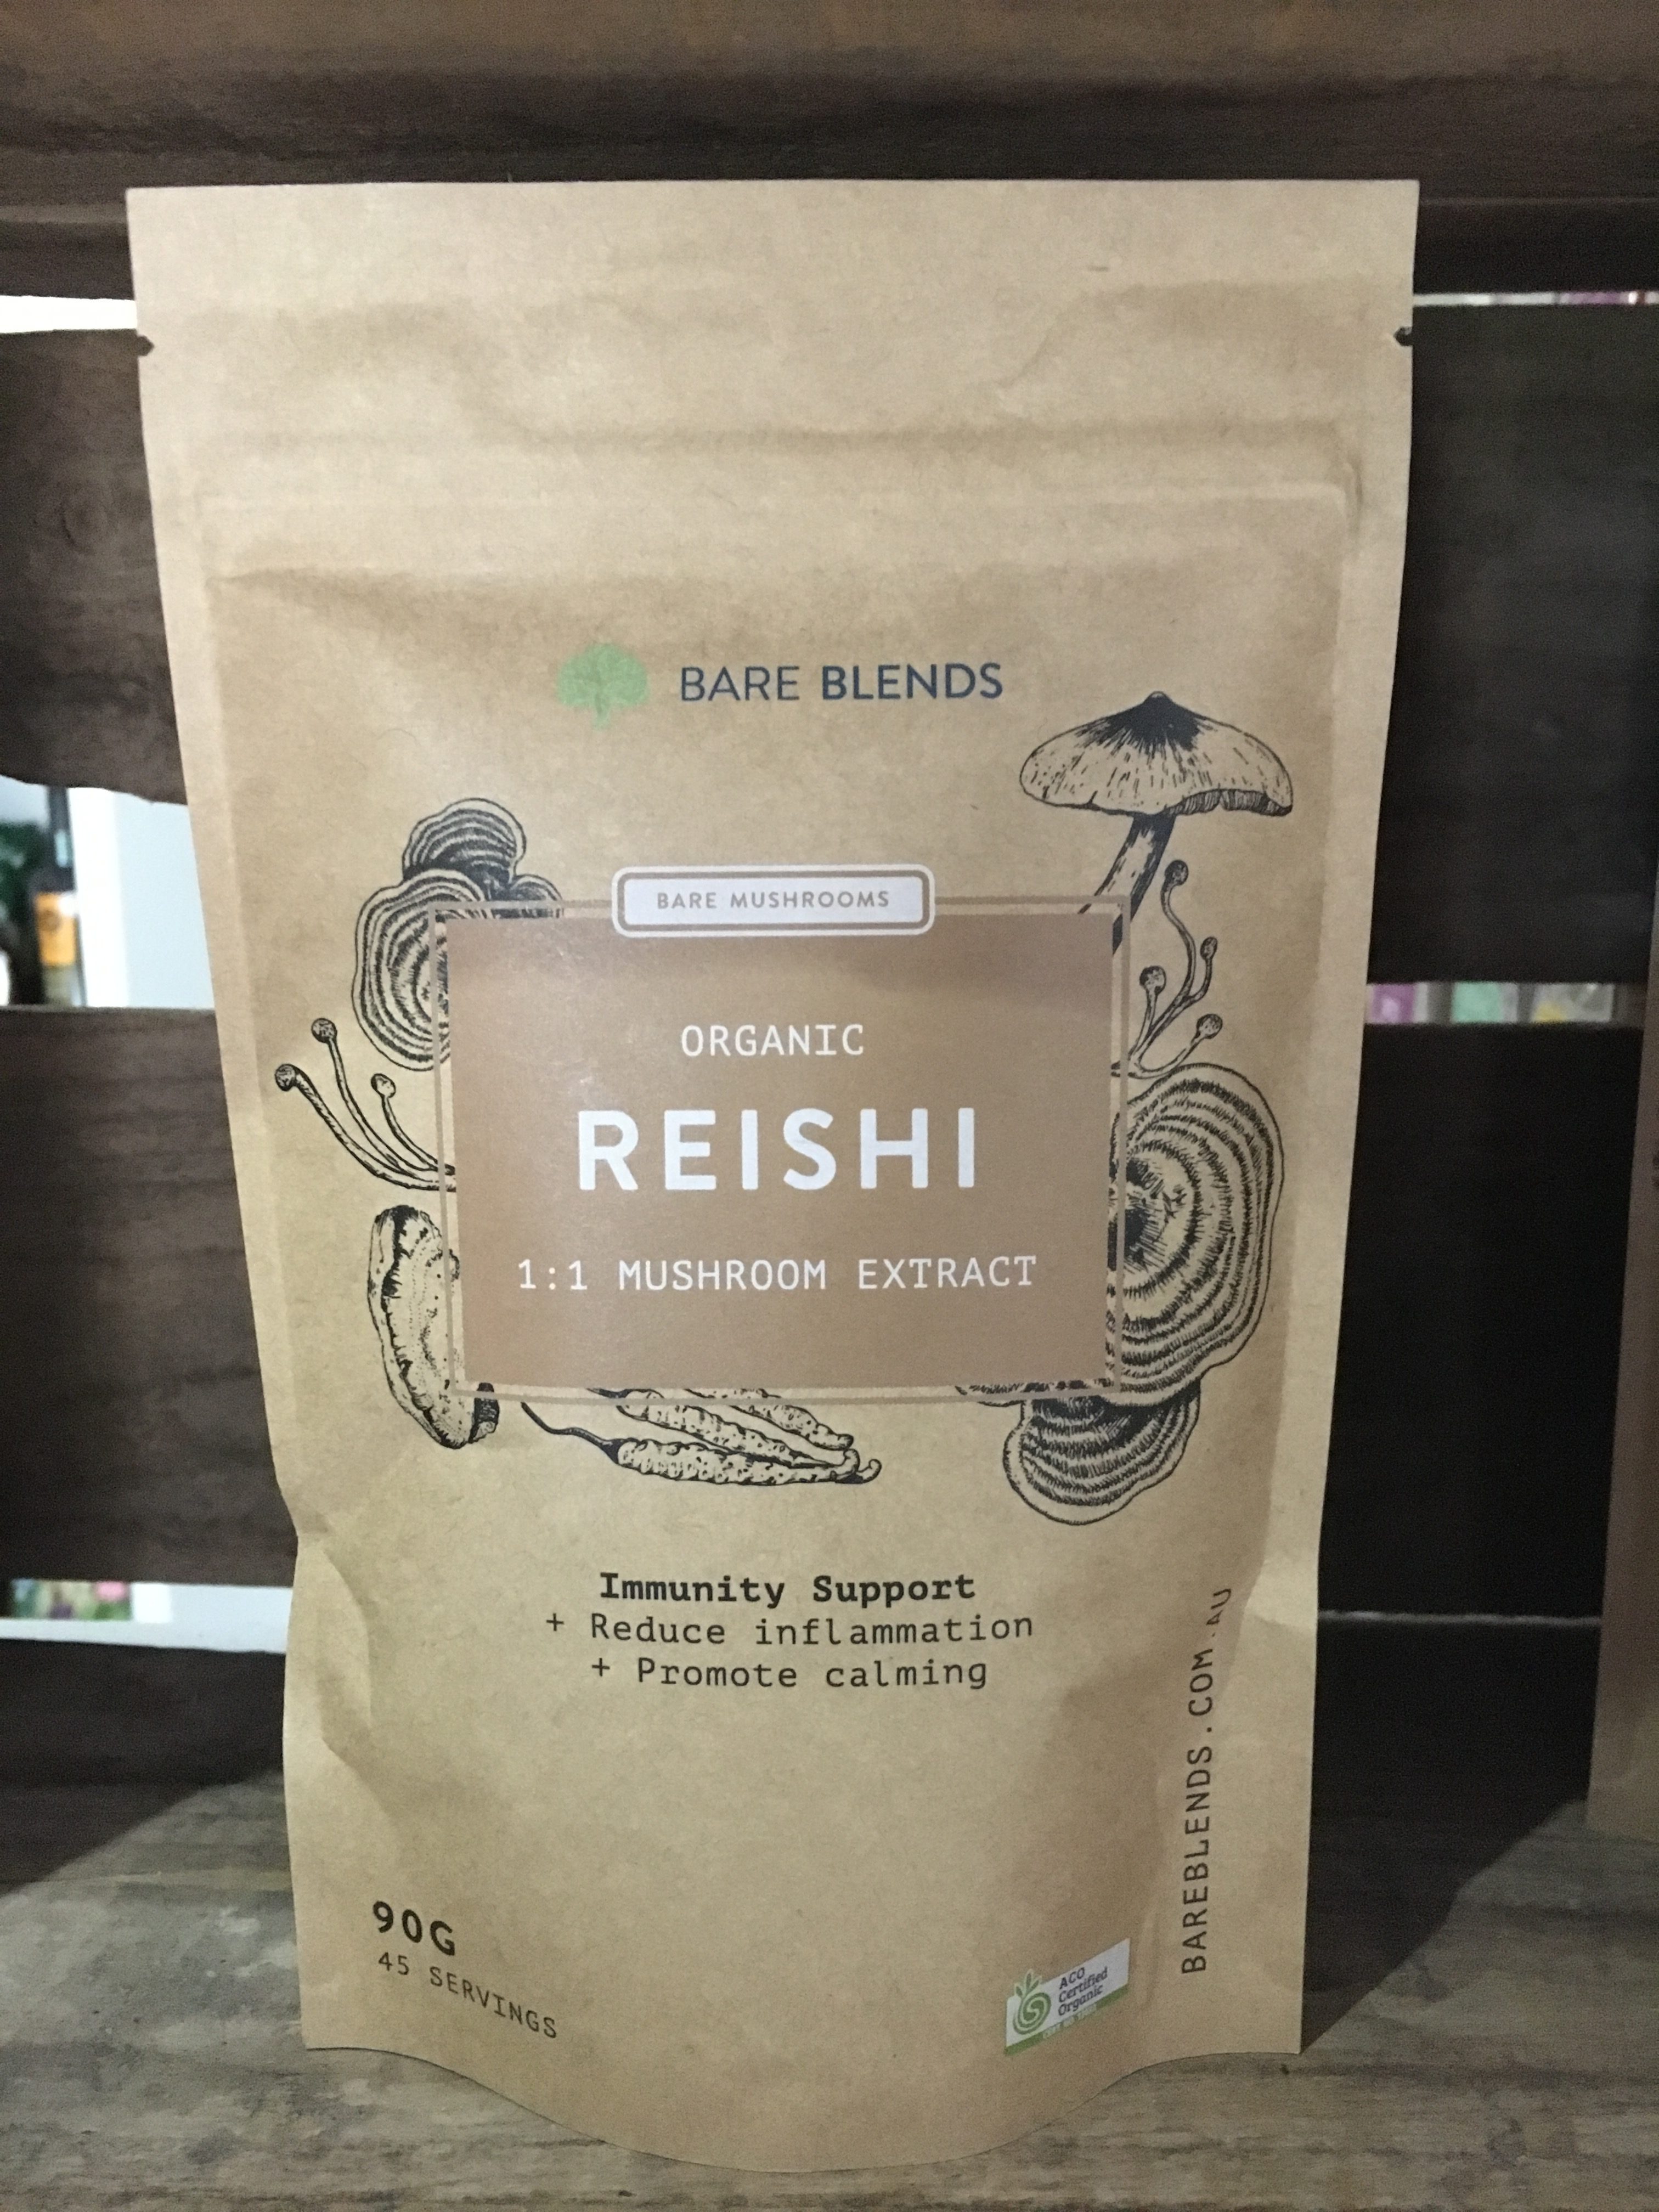 BARE BLENDS
BARE MUSHROOMS
ORGANIC
REISHI
1:1 MUSHROOM EXTRACT
Immunity Support
+ Reduce inflammation
+ Promote calming
BAREBLENDS.COM.AU
90G
45 SERVINGS
ACO
Certified
Organic